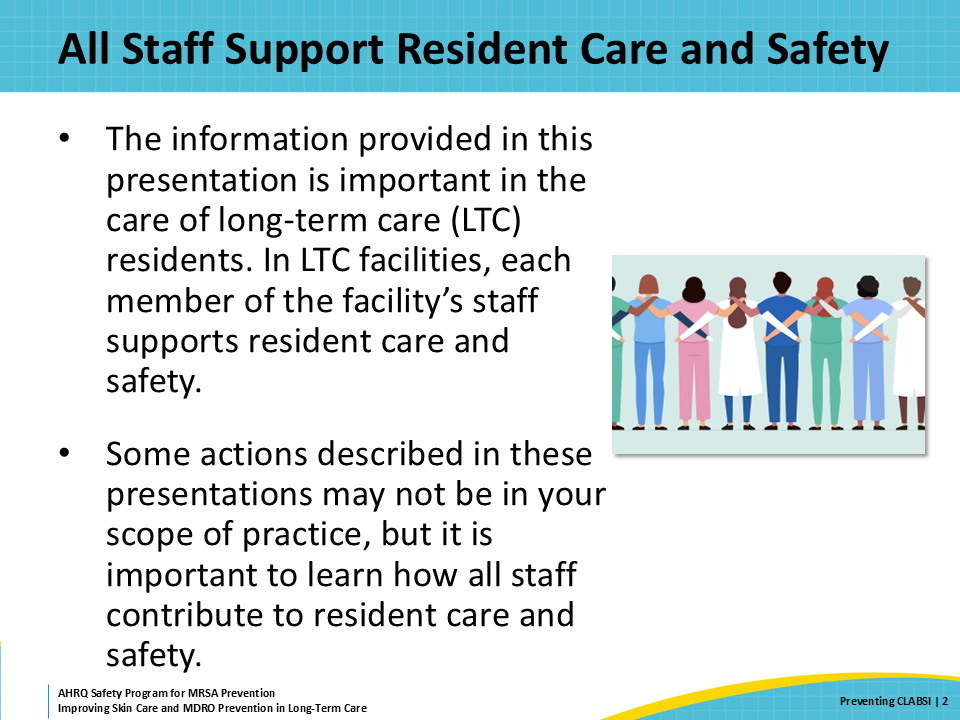 All Staff Support Resident Care and Safety
• The information provided in this
presentation is important in the
care of long-term care (LTC)
residents. In LTC facilities, each
member of the facility’s staff
supports resident care and
safety.
• Some actions described in these
presentations may not be in your
scope of practice, but it is
important to learn how all staff
contribute to resident care and
safety.
AHRQ Safety Program for MRSA Prevention
Improving Skin Care and MDRO Prevention in Long-Term Care
Preventing CLABSI | 2